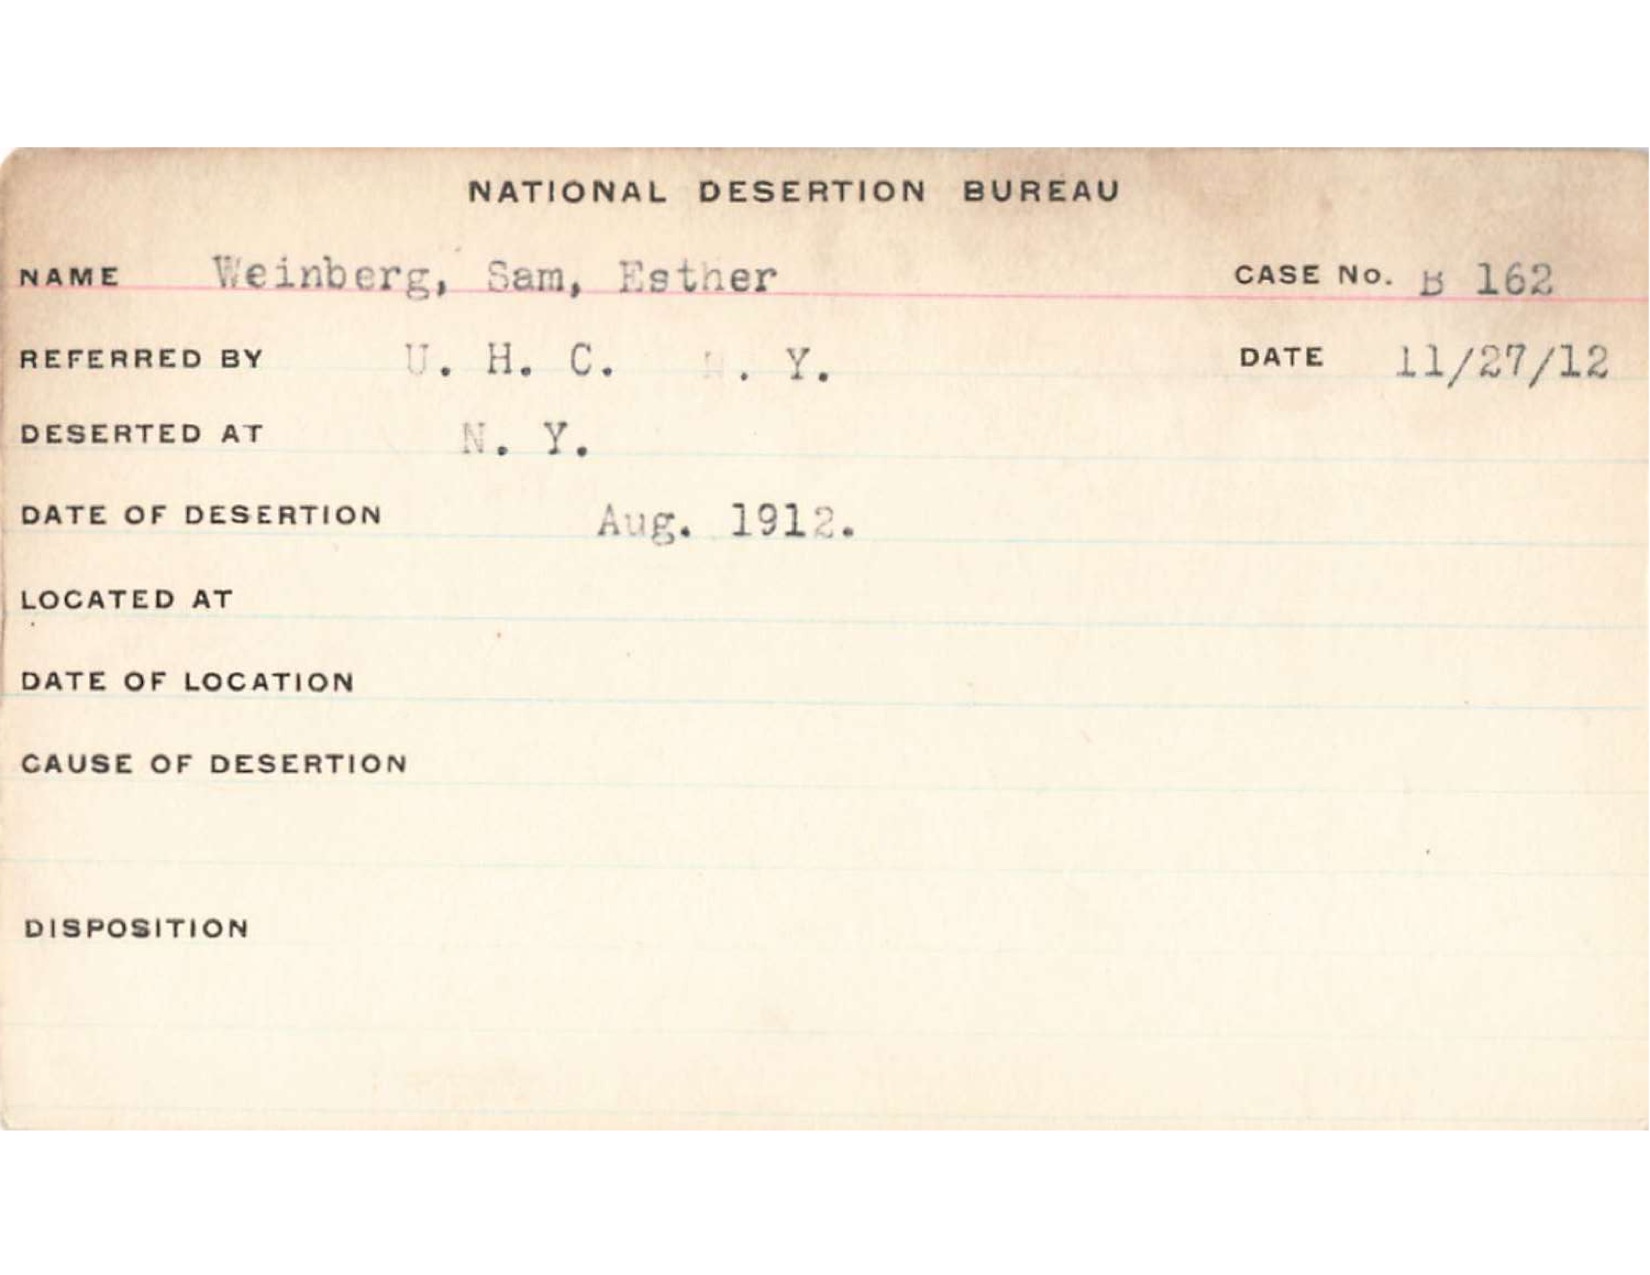 NATIONAL DESERTION BUREAU
NAME Weinberg, Sam, Esther CASE No. B 162
REFERRED BY U. H. C. N. Y. DATE 11/27/12
DESERTED AT N. Y.
DATE OF DESERTION Aug. 1912.
LOCATED AT
DATE OF LOCATION
CAUSE OF DESERTION
DISPOSITION